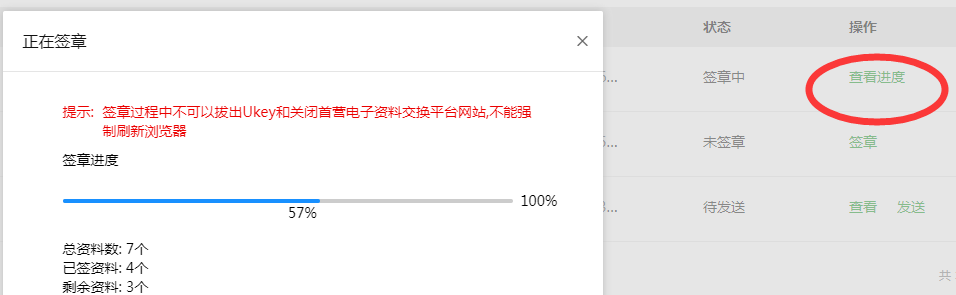 正在签章
提示: 签章过程中不可以拔出Ukey和关闭首营电子资料交换平台网站,不能强
制刷新浏览器
签章进度
100%
57%
总资料数: 7个
已签资料: 4个
剩余资料: 3个
状态 操作
签章中 查看进度
未签章 签章
待发送 查看 发送
共